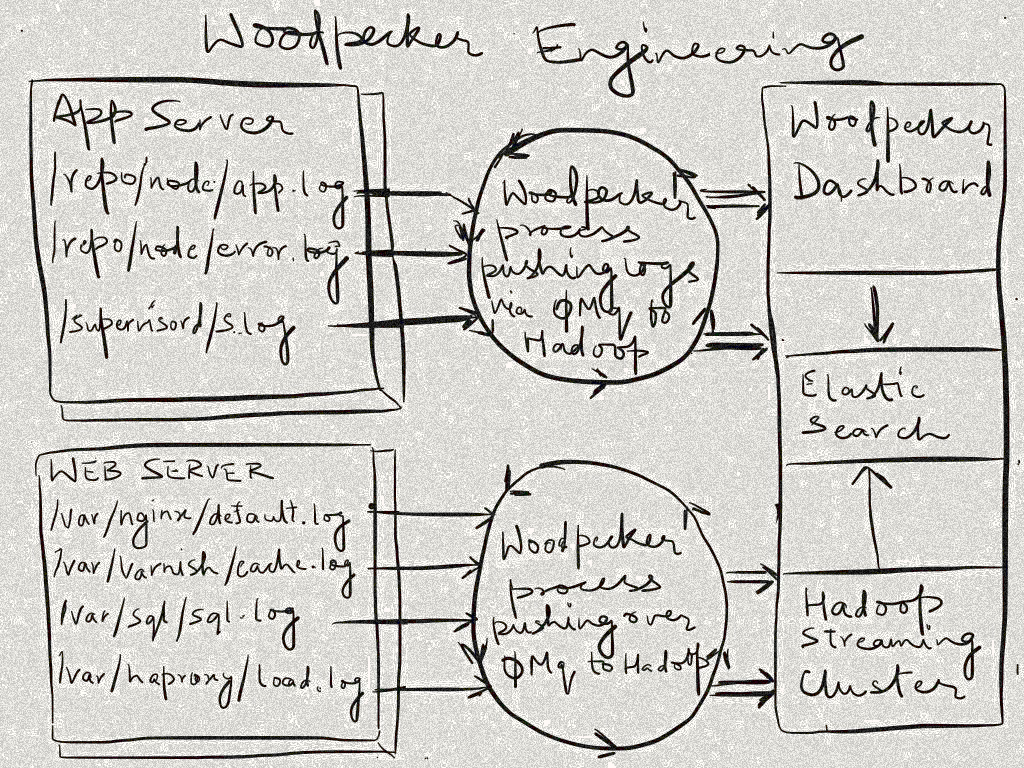 Woodpecker Engineering
App Server
/repo/node/app.log
/repo/node/error.log
/supervisord/s.log
Woodpecker
process
pushing logs
via ØMq to
Hadoop
Woodpecker
Dashbrard
Elastic
Search
WEB SERVER
/var/nginx/default.log
/var/varnish/cache.log
/var/sql/sql.log
/var/haproxy/load.log
Woodpecker
process
pushing over
ØMq to Hadoop
Hadoop
Streaming
Cluster